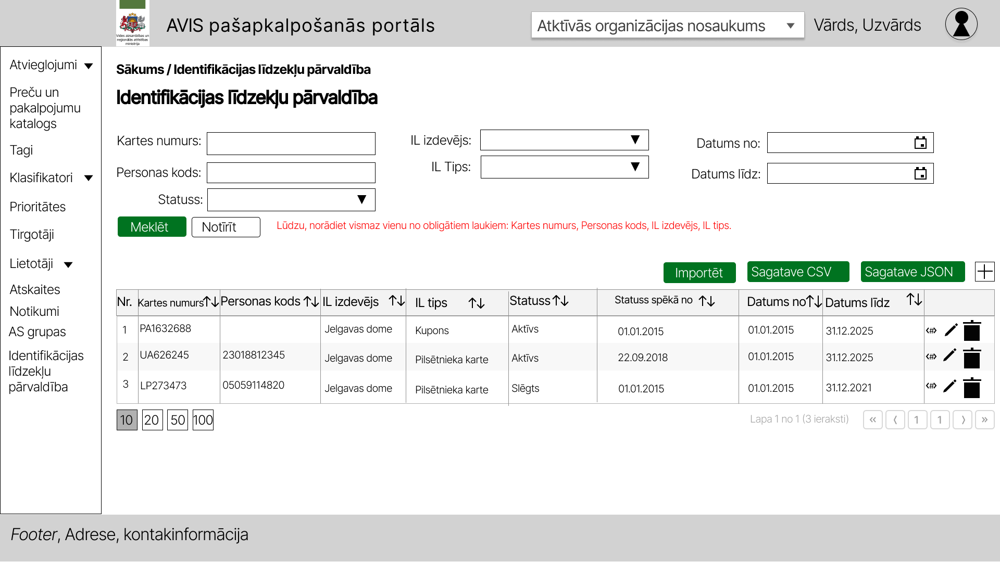 Vides aizsardzības un
reģionālās attīstības
ministrija
AVIS pašapkalpošanās portāls
Atktīvās organizācijas nosaukums
Vārds, Uzvārds
Atvieglojumi
Preču un
pakalpojumu
katalogs
Tagi
Klasifikatori
Prioritātes
Tirgotāji
Lietotāji
Atskaites
Notikumi
AS grupas
Identifikācijas
līdzekļu
pārvaldība
Sākums / Identifikācijas līdzekļu pārvaldība
Identifikācijas līdzekļu pārvaldība
Kartes numurs:
IL izdevējs:
Datums no:
Personas kods:
IL Tips:
Datums līdz:
Statuss:
Meklēt
Notīrīt
Lūdzu, norādiet vismaz vienu no obligātiem laukiem: Kartes numurs, Personas kods, IL izdevējs, IL tips.
Importēt
Sagatave CSV
Sagatave JSON
Nr. Kartes numurs Personas kods IL izdevējs IL tips Statuss Statuss spēkā no Datums no Datums līdz
1 PA1632688 Jelgavas dome Kupons Aktīvs 01.01.2015 01.01.2015 31.12.2025 <#>
2 UA626245 23018812345 Jelgavas dome Pilsētnieka karte Aktīvs 22.09.2018 01.01.2015 31.12.2025 <#>
3 LP273473 05059114820 Jelgavas dome Pilsētnieka karte Slēgts 01.01.2015 01.01.2015 31.12.2021 <#>
10 20 50 100
Lapa 1 no 1 (3 ieraksti) « ⟨ 1 1 ⟩ »
Footer, Adrese, kontakinformācija